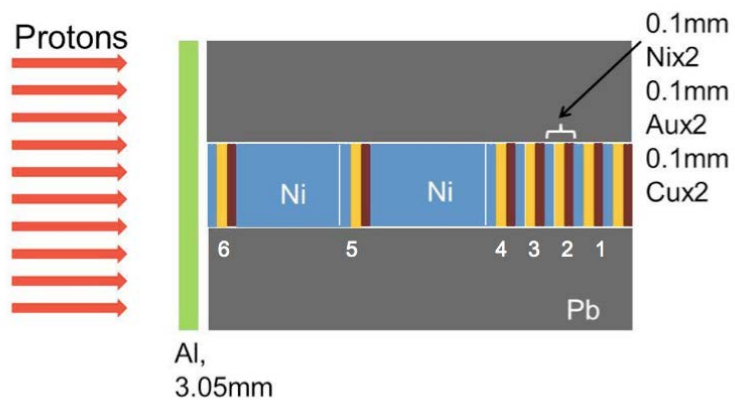 Protons
0.1mm
Nix2
0.1mm
Aux2
0.1mm
Cux2
Ni
Ni
6
5
4
3
2
1
Pb
Al,
3.05mm